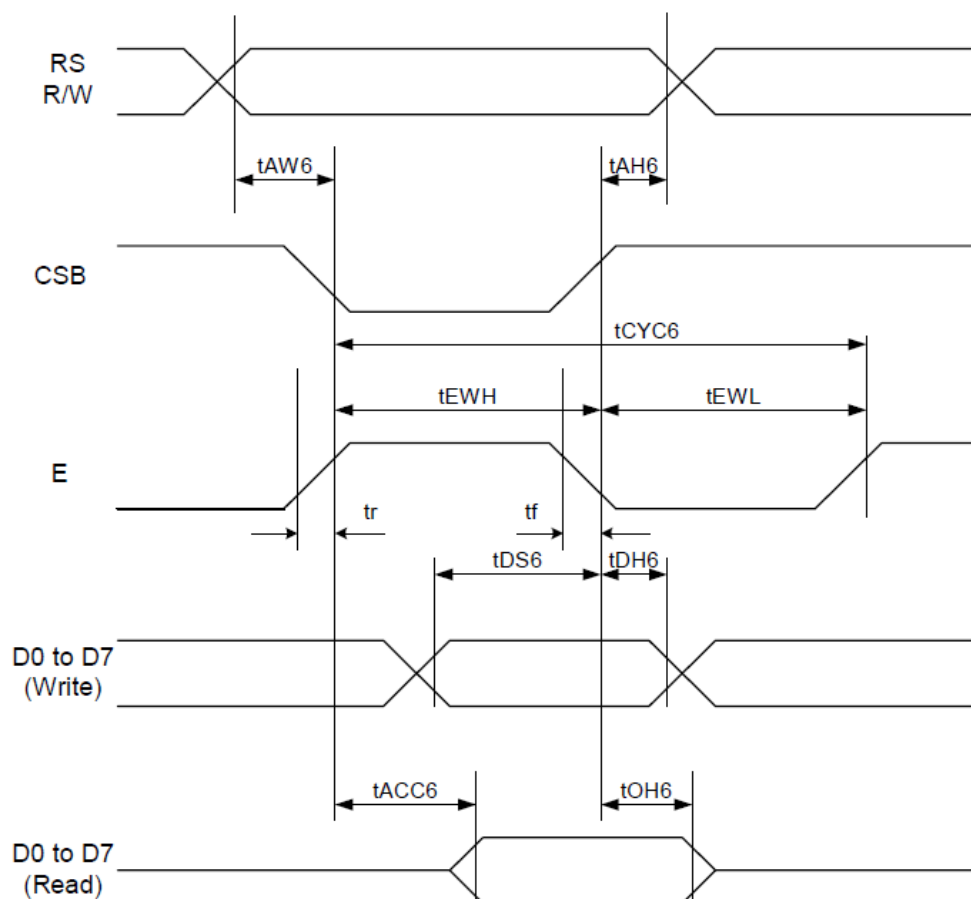 RS
R/W
tAW6
tAH6
CSB
tCYC6
tEWH
tEWL
E
tr
tf
tDS6
tDH6
D0 to D7
(Write)
tACC6
tOH6
D0 to D7
(Read)